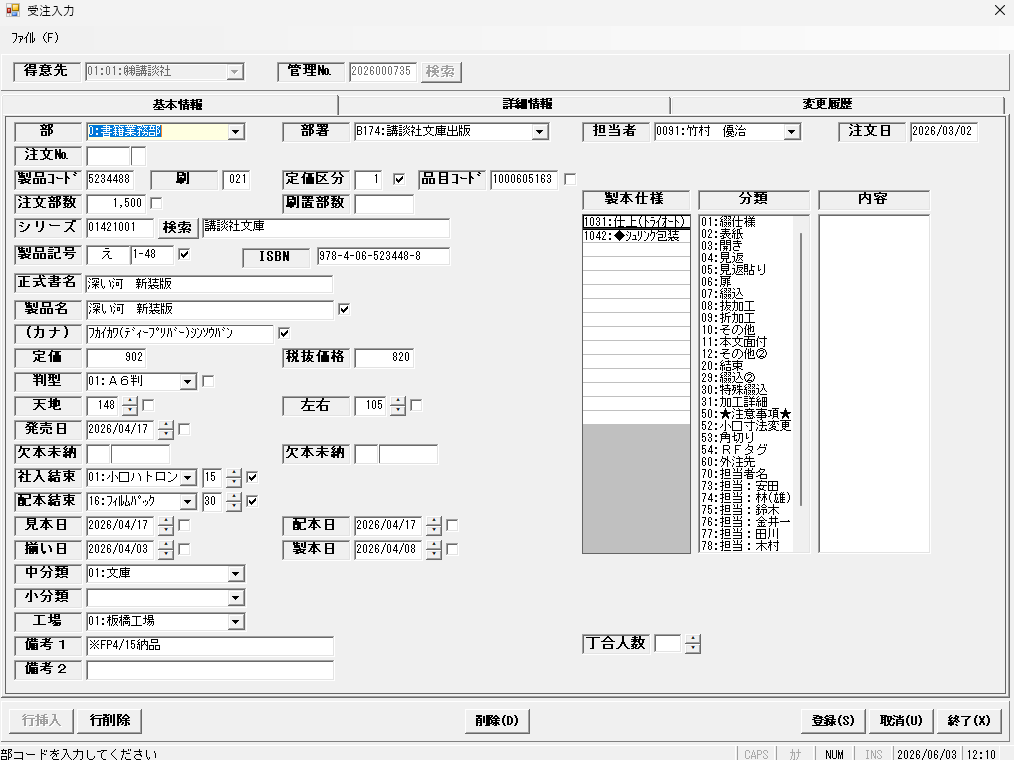 受注入力
ﾌｧｲﾙ (F)
得意先 01:01:㈱講談社 管理№ 2026000735 検索
基本情報 詳細情報 変更履歴
部 0:書籍業務部 部署 B174:講談社文庫出版 担当者 0091:竹村 優治 注文日 2026/03/02
注文№
製品ｺｰﾄﾞ 5234488 刷 021 定価区分 1 品目ｺｰﾄﾞ 1000605163
注文部数 1,500 刷置部数
シリーズ 01421001 検索 講談社文庫
製品記号 え 1-48 ISBN 978-4-06-523448-8
正式書名 深い河 新装版
製品名 深い河 新装版
(カナ) ﾌｶｲｶﾜ(ﾃﾞｨｰﾌﾟﾘﾊﾞｰ)ｼﾝｿｳﾊﾞﾝ
定価 902 税抜価格 820
判型 01:Ａ６判
天地 148 左右 105
発売日 2026/04/17
欠本未納 欠本未納
社入結束 01:小口ハトロン 15
配本結束 16:ﾌｨﾙﾑﾊﾟｯｸ 30
見本日 2026/04/17 配本日 2026/04/17
揃い日 2026/04/03 製本日 2026/04/08
中分類 01:文庫
小分類
工場 01:板橋工場
備考１ ※FP4/15納品
備考２
製本仕様
1031:仕上(ﾄﾗｲｵｰﾄ)
1042:◆ｼｭﾘﾝｸ包装
分類
01:綴仕様
02:表紙
03:開き
04:見返
05:見返貼り
06:扉
07:綴込
08:抜加工
09:折加工
10:その他
11:本文面付
12:その他②
20:結束
29:綴込②
30:特殊綴込
31:加工詳細
50:★注意事項★
52:小口寸法変更
53:角切り
54:ＲＦタグ
60:外注先
70:担当者名
73:担当：安田
74:担当：林(雄)
75:担当：鈴木
76:担当：金井一
77:担当：田川
78:担当：木村
内容
丁合人数
行挿入 行削除 削除(D) 登録(S) 取消(U) 終了(X)
部コードを入力してください CAPS ｶﾅ NUM INS 2026/06/03 12:10